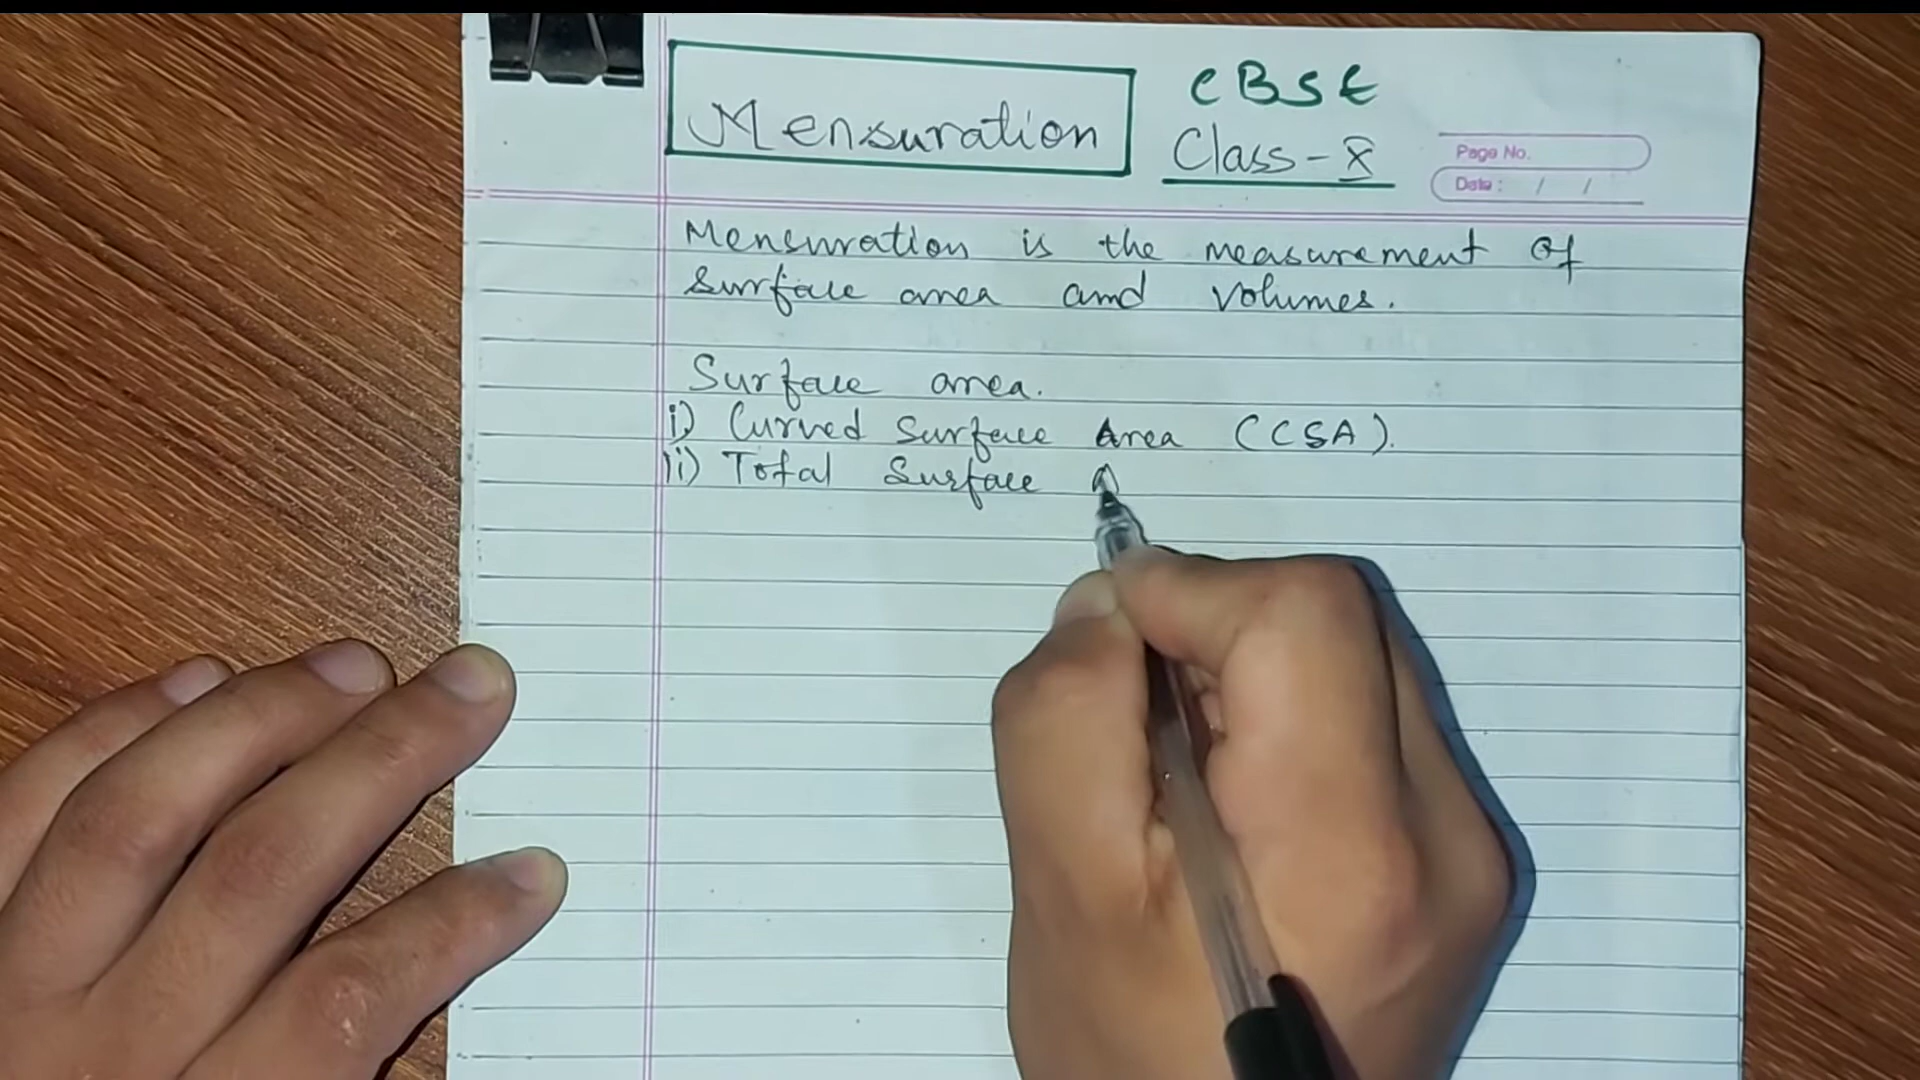 Mensuration
CBSE
Class-X
Page No.
Date : / /
Mensuration is the measurement of
surface area and volumes.
Surface area.
i) Curved Surface Area (CSA).
ii) Total Surface A